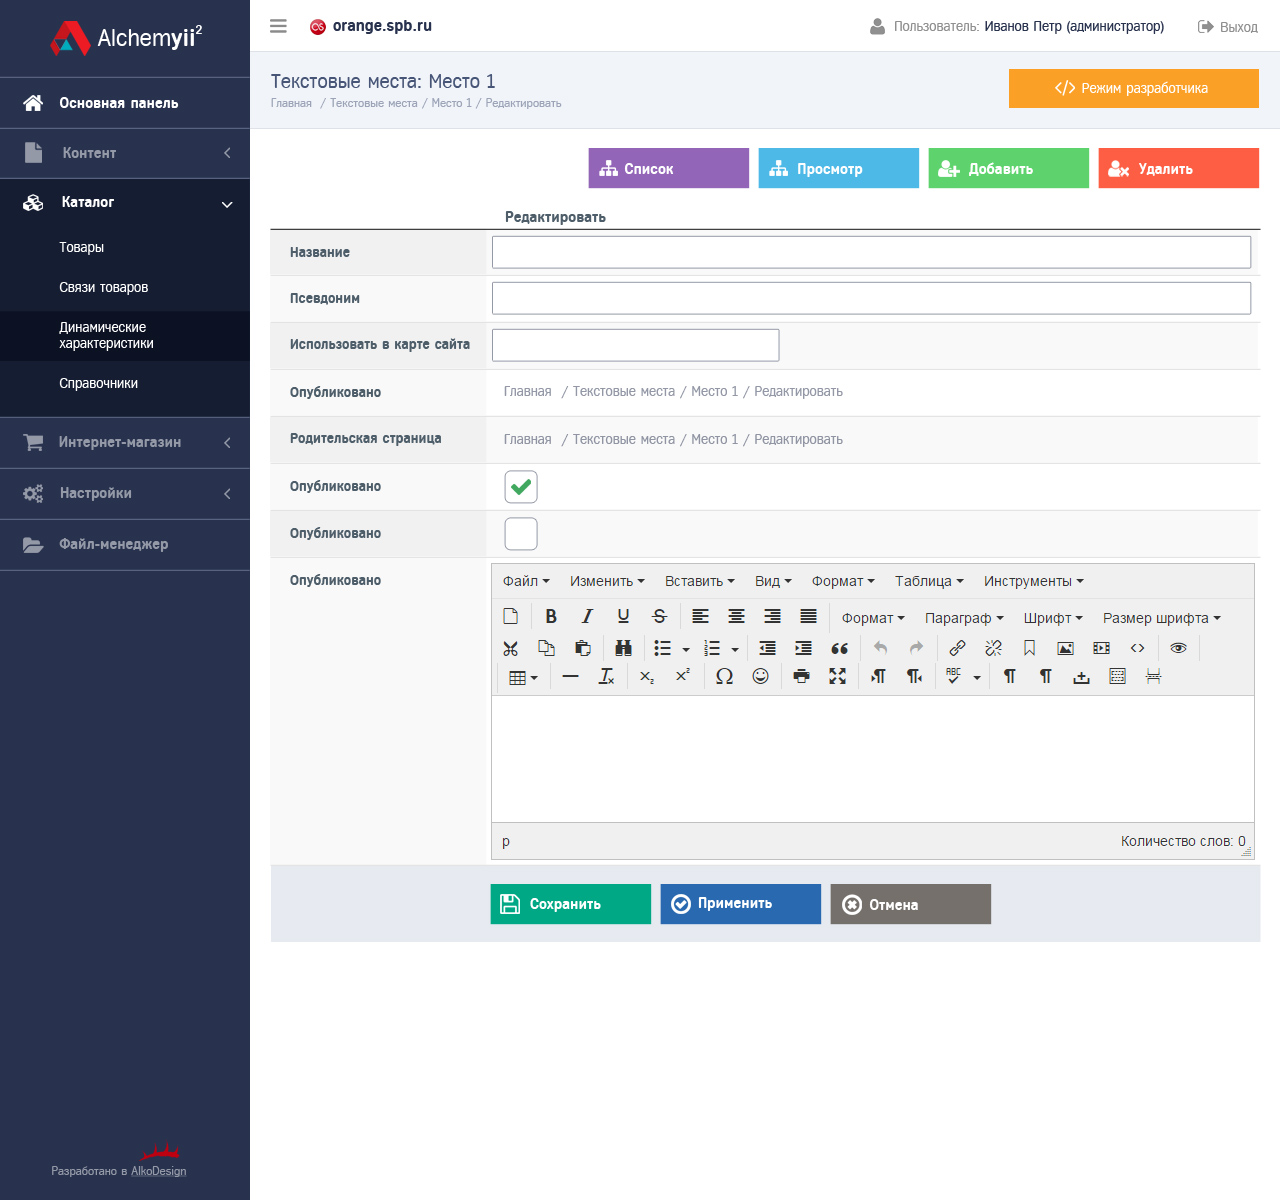 Alchemyii²
orange.spb.ru
Пользователь: Иванов Петр (администратор)
Выход
Текстовые места: Место 1
Главная / Текстовые места / Место 1 / Редактировать
</> Режим разработчика
Основная панель
Контент
Каталог
Товары
Связи товаров
Динамические
характеристики
Справочники
Интернет-магазин
Настройки
Файл-менеджер
Список
Просмотр
Добавить
Удалить
Редактировать
Название
Псевдоним
Использовать в карте сайта
Опубликовано
Главная / Текстовые места / Место 1 / Редактировать
Родительская страница
Главная / Текстовые места / Место 1 / Редактировать
Опубликовано
Опубликовано
Опубликовано
Файл Изменить Вставить Вид Формат Таблица Инструменты
Формат Параграф Шрифт Размер шрифта
p
Количество слов: 0
Сохранить
Применить
Отмена
Разработано в AlkoDesign